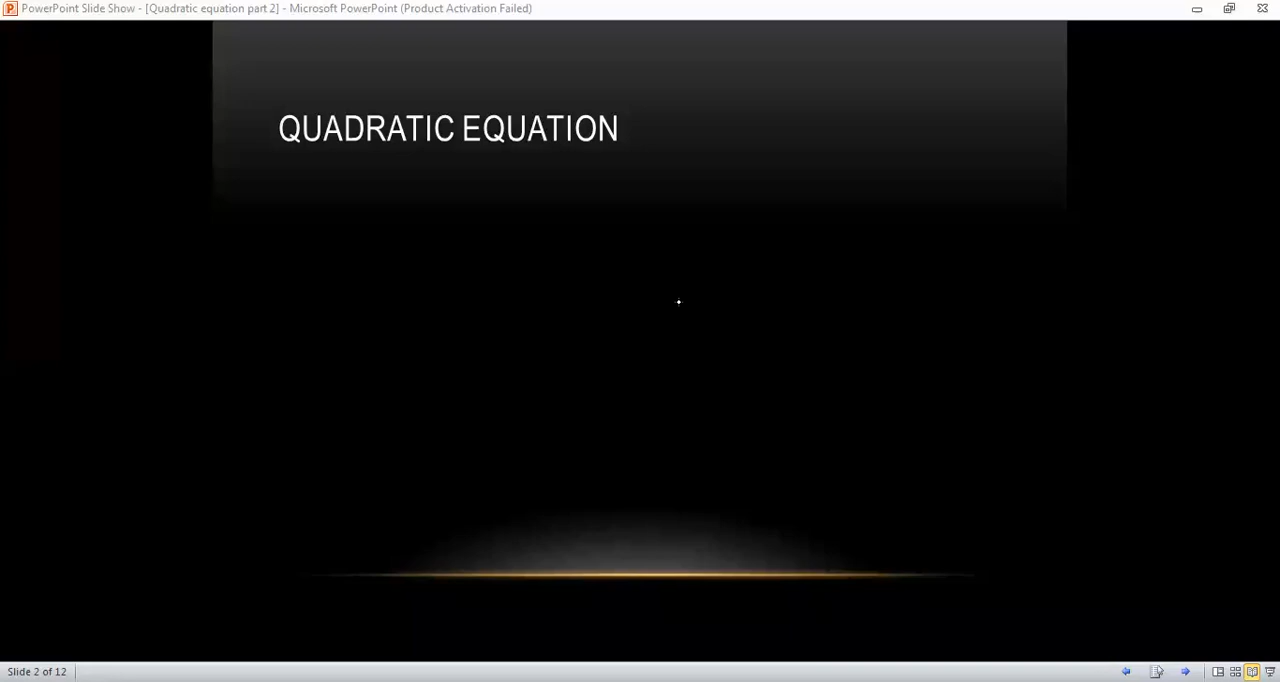 PowerPoint Slide Show - [Quadratic equation part 2] - Microsoft PowerPoint (Product Activation Failed)
QUADRATIC EQUATION
Slide 2 of 12